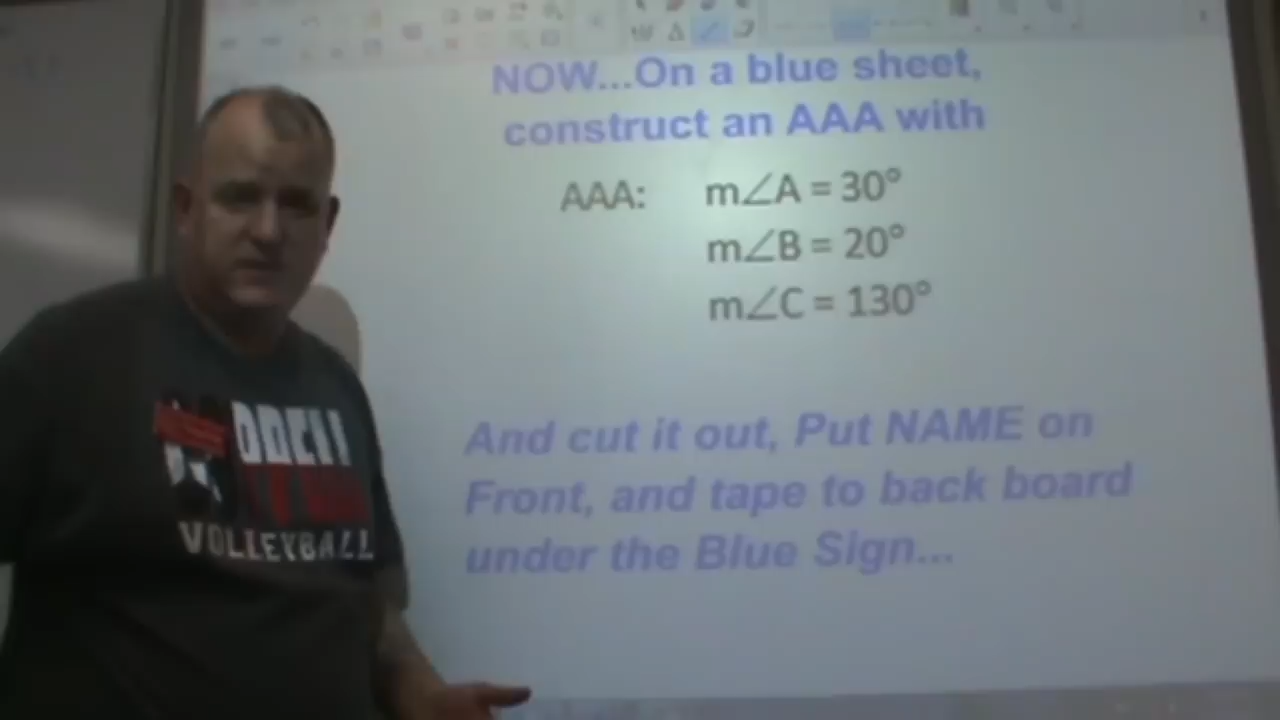 NOW...On a blue sheet,
construct an AAA with
AAA: m∠A = 30°
m∠B = 20°
m∠C = 130°
And cut it out, Put NAME on
Front, and tape to back board
under the Blue Sign...
VOLLEYBALL